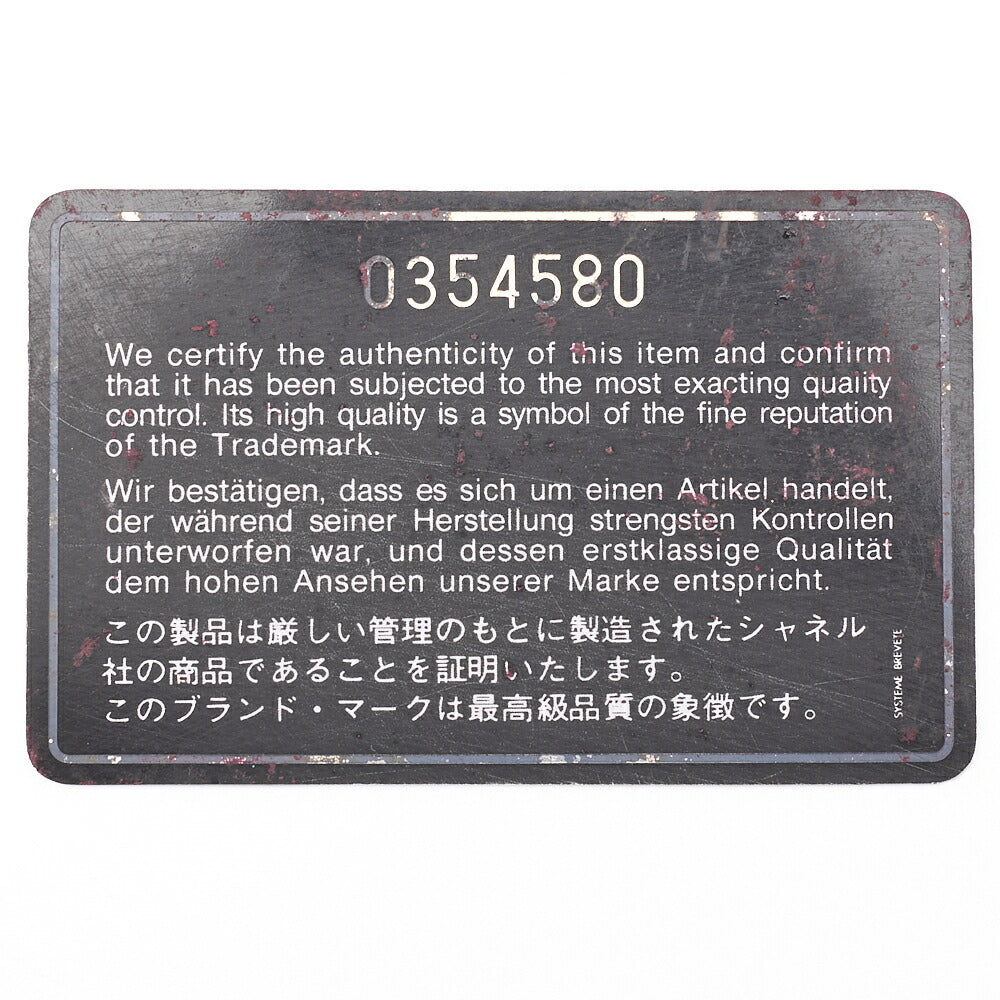 0354580
We certify the authenticity of this item and confirm
that it has been subjected to the most exacting quality
control. Its high quality is a symbol of the fine reputation
of the Trademark.
Wir bestätigen, dass es sich um einen Artikel handelt,
der während seiner Herstellung strengsten Kontrollen
unterworfen war, und dessen erstklassige Qualität
dem hohen Ansehen unserer Marke entspricht.
この製品は厳しい管理のもとに製造されたシャネル
社の商品であることを証明いたします。
このブランド・マークは最高級品質の象徴です。
SYSTEME BREVETE